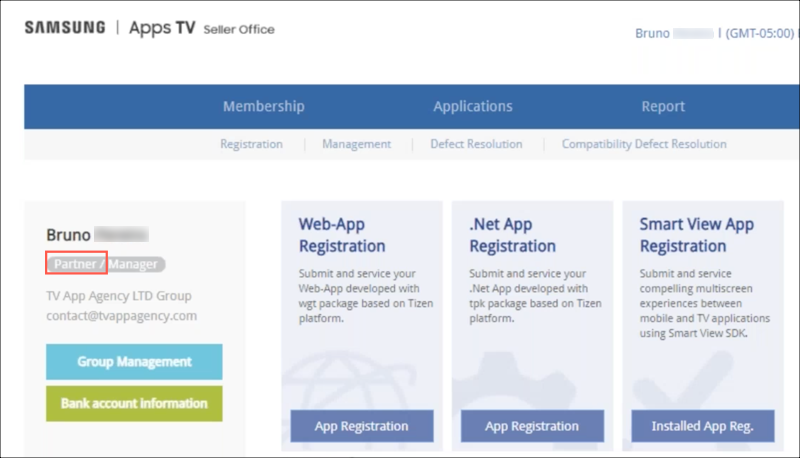 SAMSUNG | Apps TV Seller Office
Bruno | (GMT-05:00)
Membership Applications Report
Registration | Management | Defect Resolution | Compatibility Defect Resolution
Bruno
Partner / Manager
TV App Agency LTD Group
contact@tvappagency.com
Group Management
Bank account information
Web-App
Registration
Submit and service your
Web-App developed with
wgt package based on Tizen
platform.
App Registration
.Net App
Registration
Submit and service your
.Net App developed with
tpk package based on Tizen
platform.
App Registration
Smart View App
Registration
Submit and service
compelling multiscreen
experiences between
mobile and TV applications
using Smart View SDK.
Installed App Reg.